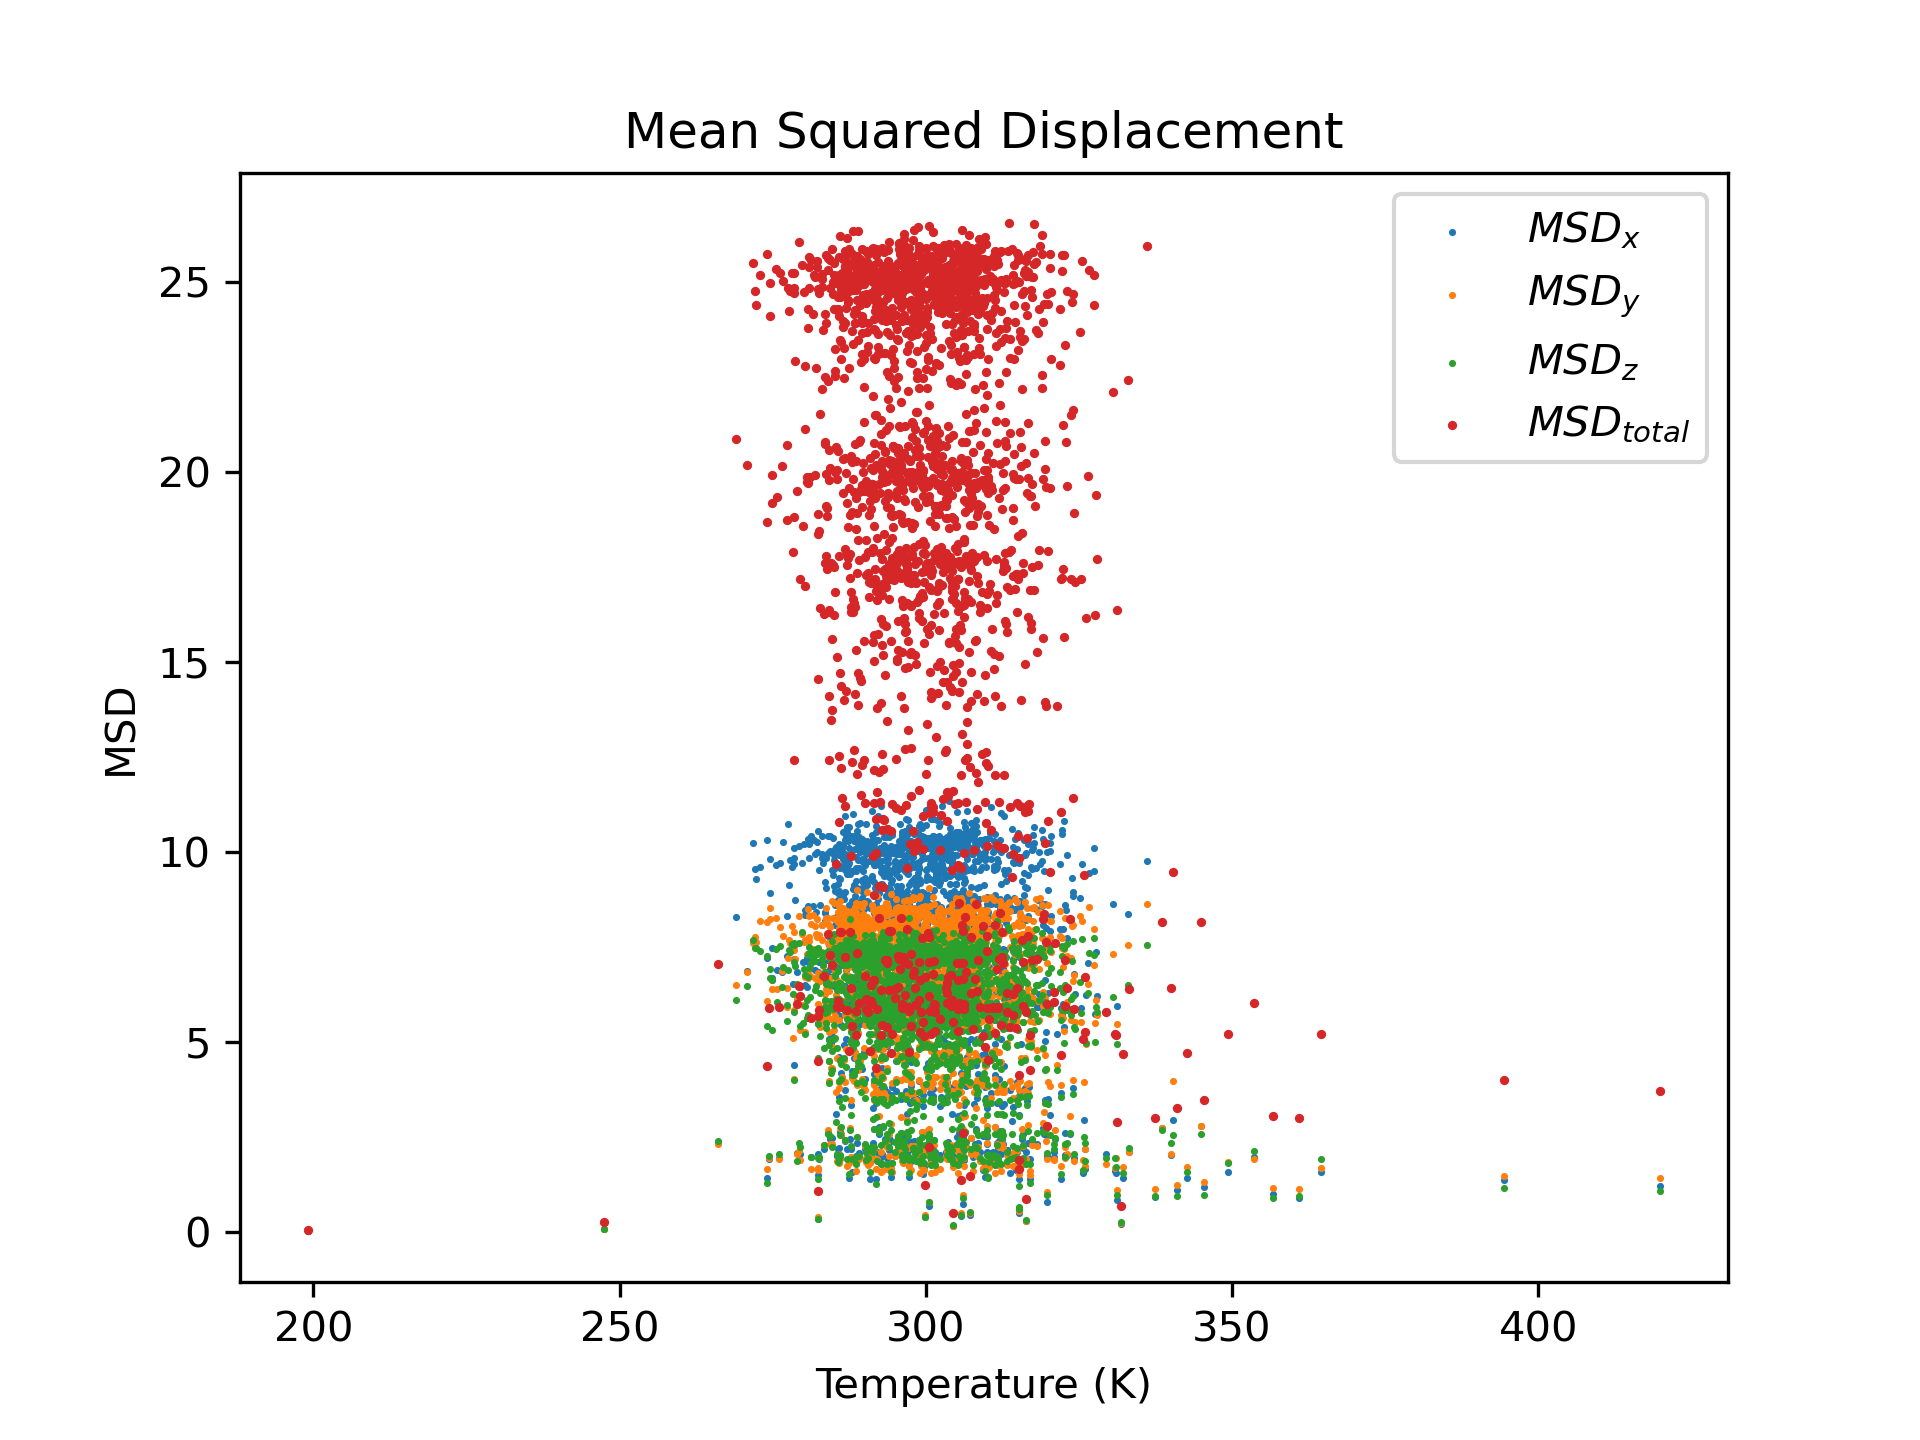 Mean Squared Displacement
MSD_x
MSD_y
MSD_z
MSD_total
25
20
15
10
5
0
MSD
200 250 300 350 400
Temperature (K)